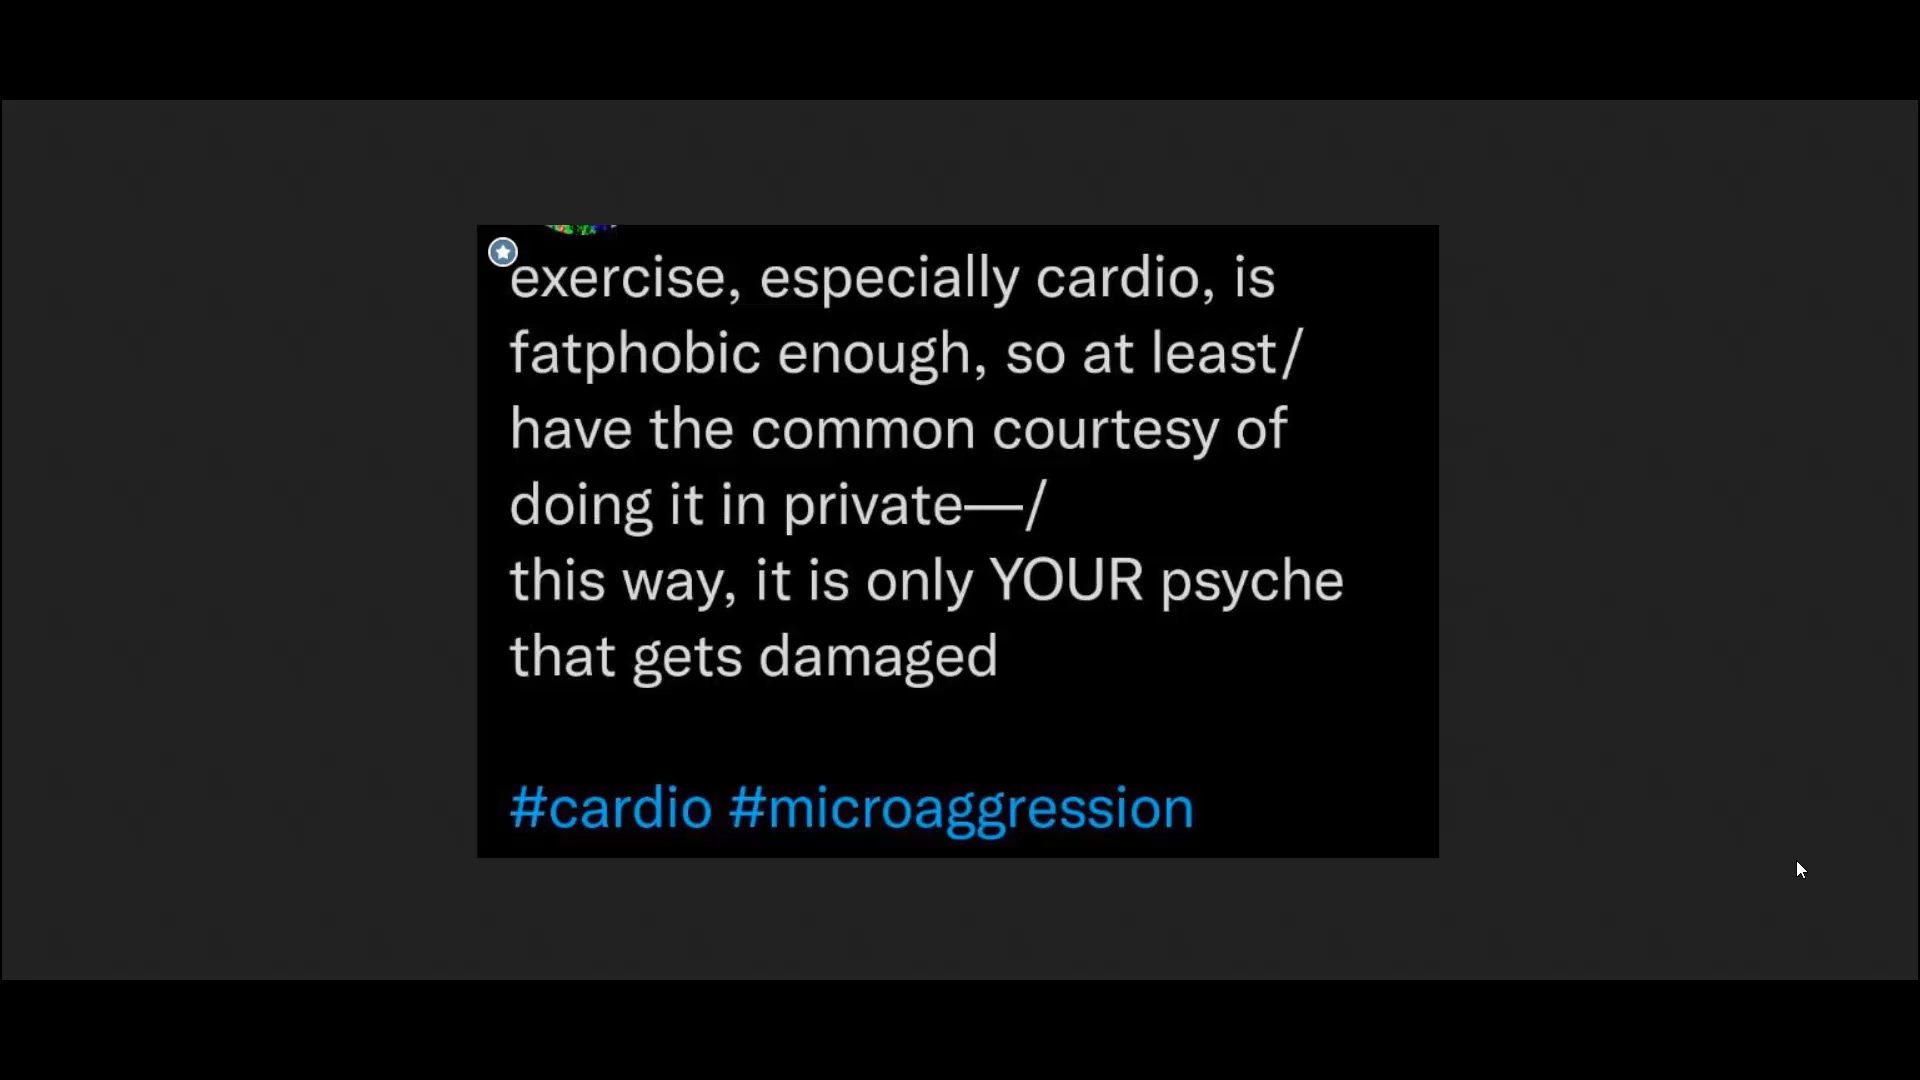 exercise, especially cardio, is
fatphobic enough, so at least/
have the common courtesy of
doing it in private—/
this way, it is only YOUR psyche
that gets damaged
#cardio #microaggression